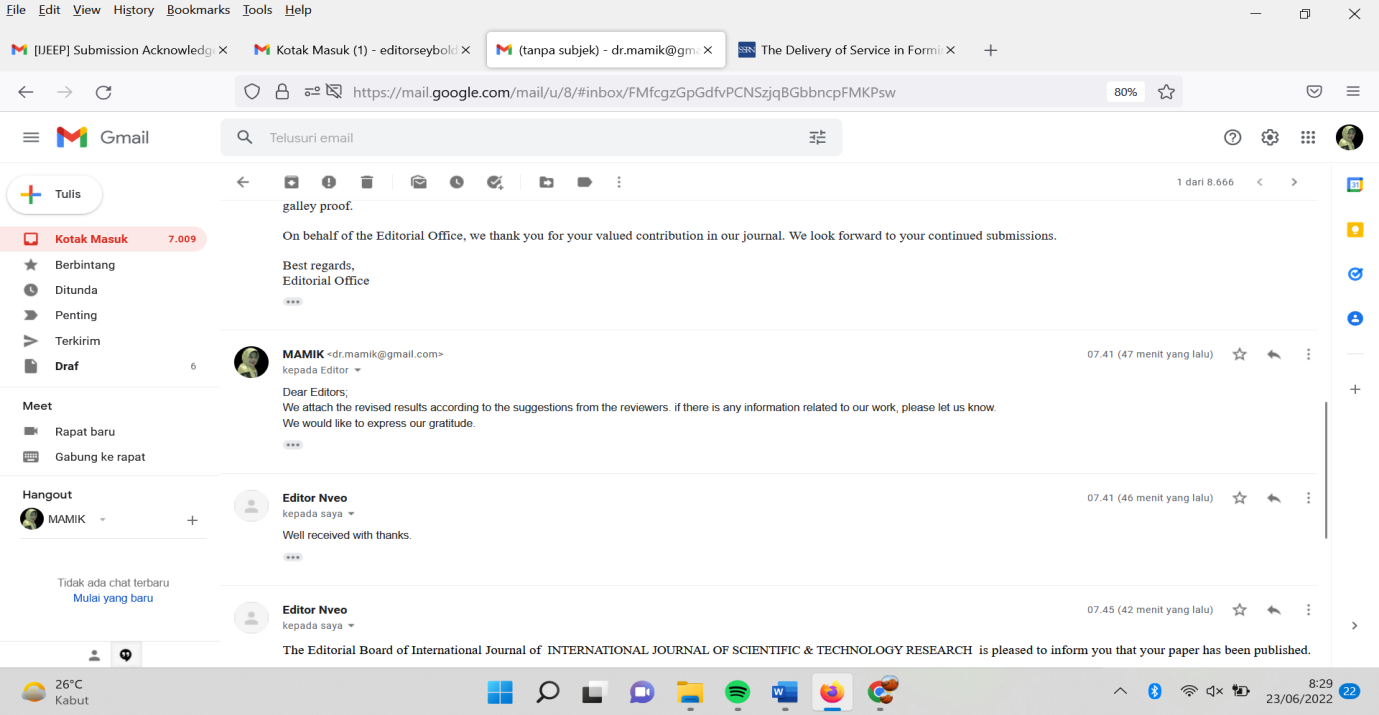 File Edit View History Bookmarks Tools Help
[IJEEP] Submission Acknowledg
Kotak Masuk (1) - editorseybold
(tanpa subjek) - dr.mamik@gma
SSRN The Delivery of Service in Formi
https://mail.google.com/mail/u/8/#inbox/FMfcgzGpGdfvPCNSzjqBGbbncpFMKPsw
80%
Gmail
Telusuri email
Tulis
1 dari 8.666
Kotak Masuk 7.009
Berbintang
Ditunda
Penting
Terkirim
Draf 6
Meet
Rapat baru
Gabung ke rapat
Hangout
MAMIK
Tidak ada chat terbaru
Mulai yang baru
galley proof.
On behalf of the Editorial Office, we thank you for your valued contribution in our journal. We look forward to your continued submissions.
Best regards,
Editorial Office
MAMIK <dr.mamik@gmail.com>
07.41 (47 menit yang lalu)
kepada Editor
Dear Editors;
We attach the revised results according to the suggestions from the reviewers. if there is any information related to our work, please let us know.
We would like to express our gratitude.
Editor Nveo
07.41 (46 menit yang lalu)
kepada saya
Well received with thanks.
Editor Nveo
07.45 (42 menit yang lalu)
kepada saya
The Editorial Board of International Journal of INTERNATIONAL JOURNAL OF SCIENTIFIC & TECHNOLOGY RESEARCH is pleased to inform you that your paper has been published.
31
26°C
Kabut
8:29
23/06/2022
22